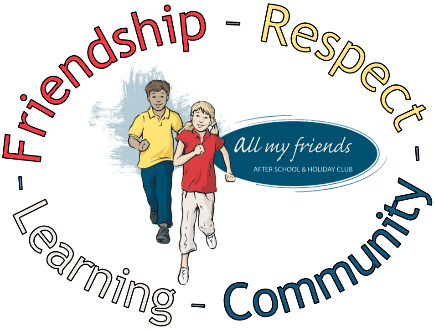 Friendship - Respect - Community - Learning -
all my friends
AFTER SCHOOL & HOLIDAY CLUB